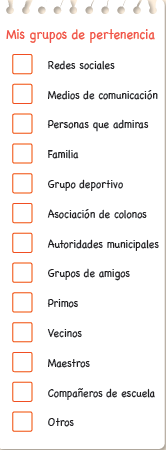 Mis grupos de pertenencia
Redes sociales
Medios de comunicación
Personas que admiras
Familia
Grupo deportivo
Asociación de colonos
Autoridades municipales
Grupos de amigos
Primos
Vecinos
Maestros
Compañeros de escuela
Otros